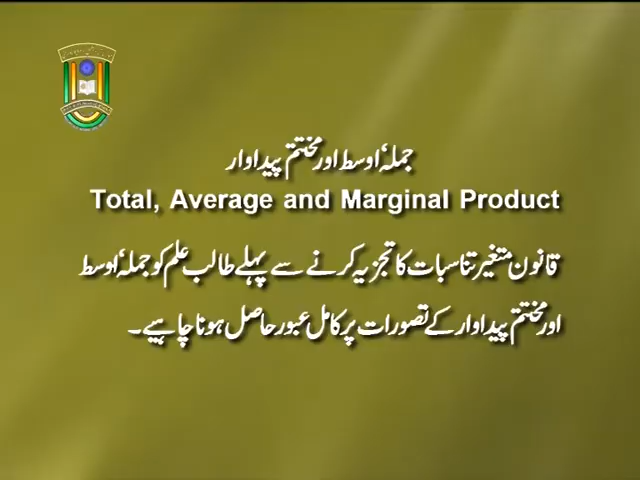 جملہ‘ اوسط اور مختتم پیداوار
Total, Average and Marginal Product
قانون متغیر تناسبات کا تجزیہ کرنے سے پہلے طالب علم کو جملہ‘ اوسط
اور مختتم پیداوار کے تصورات پر کامل عبور حاصل ہونا چاہیے۔